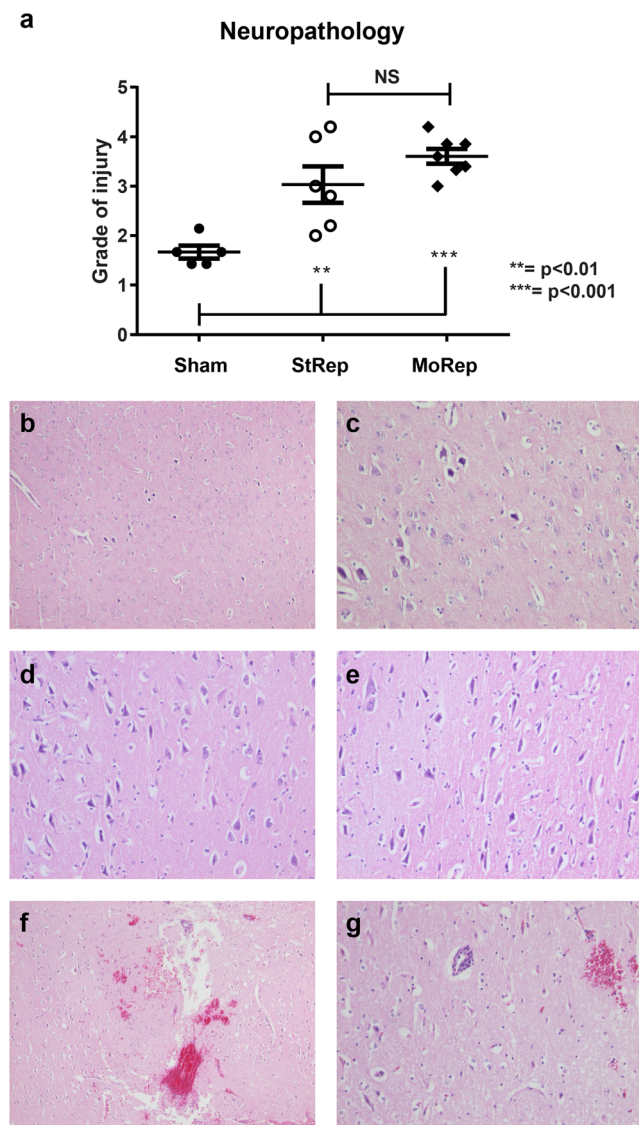 a
Neuropathology
NS
5
4
3
2
1
0
Grade of injury
**
***
**= p<0.01
***= p<0.001
Sham StRep MoRep
b c
d e
f g